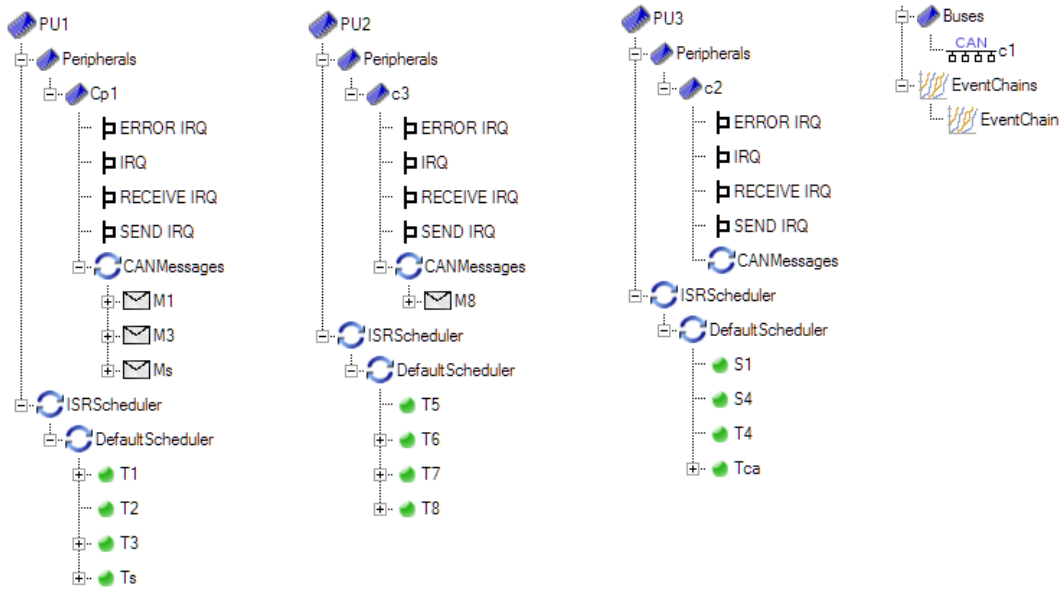 PU1
Peripherals
Cp1
ERROR IRQ
IRQ
RECEIVE IRQ
SEND IRQ
CANMessages
M1
M3
Ms
ISRScheduler
DefaultScheduler
T1
T2
T3
Ts
PU2
Peripherals
c3
ERROR IRQ
IRQ
RECEIVE IRQ
SEND IRQ
CANMessages
M8
ISRScheduler
DefaultScheduler
T5
T6
T7
T8
PU3
Peripherals
c2
ERROR IRQ
IRQ
RECEIVE IRQ
SEND IRQ
CANMessages
ISRScheduler
DefaultScheduler
S1
S4
T4
Tca
Buses
CAN c1
EventChains
EventChain